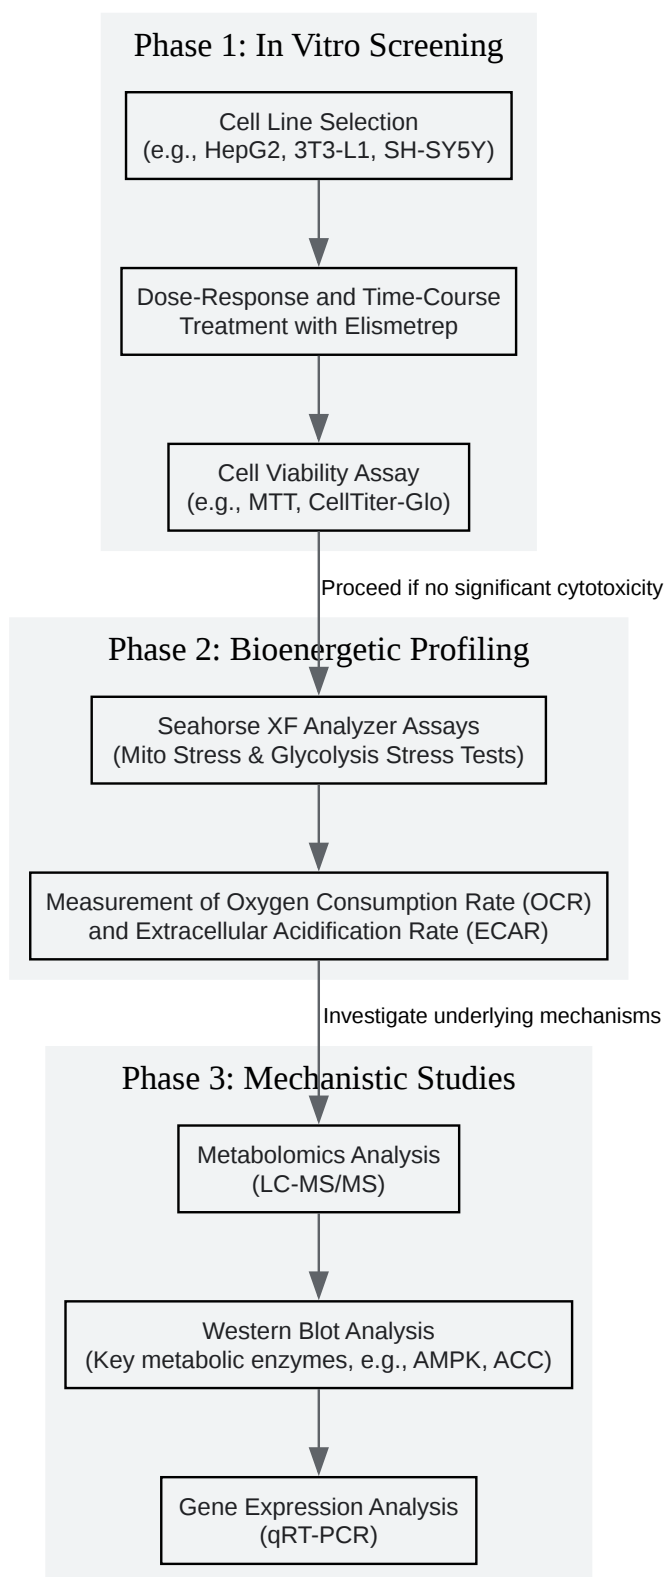 Phase 1: In Vitro Screening
Cell Line Selection
(e.g., HepG2, 3T3-L1, SH-SY5Y)
Dose-Response and Time-Course
Treatment with Elismetrep
Cell Viability Assay
(e.g., MTT, CellTiter-Glo)
Proceed if no significant cytotoxicity
Phase 2: Bioenergetic Profiling
Seahorse XF Analyzer Assays
(Mito Stress & Glycolysis Stress Tests)
Measurement of Oxygen Consumption Rate (OCR)
and Extracellular Acidification Rate (ECAR)
Investigate underlying mechanisms
Phase 3: Mechanistic Studies
Metabolomics Analysis
(LC-MS/MS)
Western Blot Analysis
(Key metabolic enzymes, e.g., AMPK, ACC)
Gene Expression Analysis
(qRT-PCR)